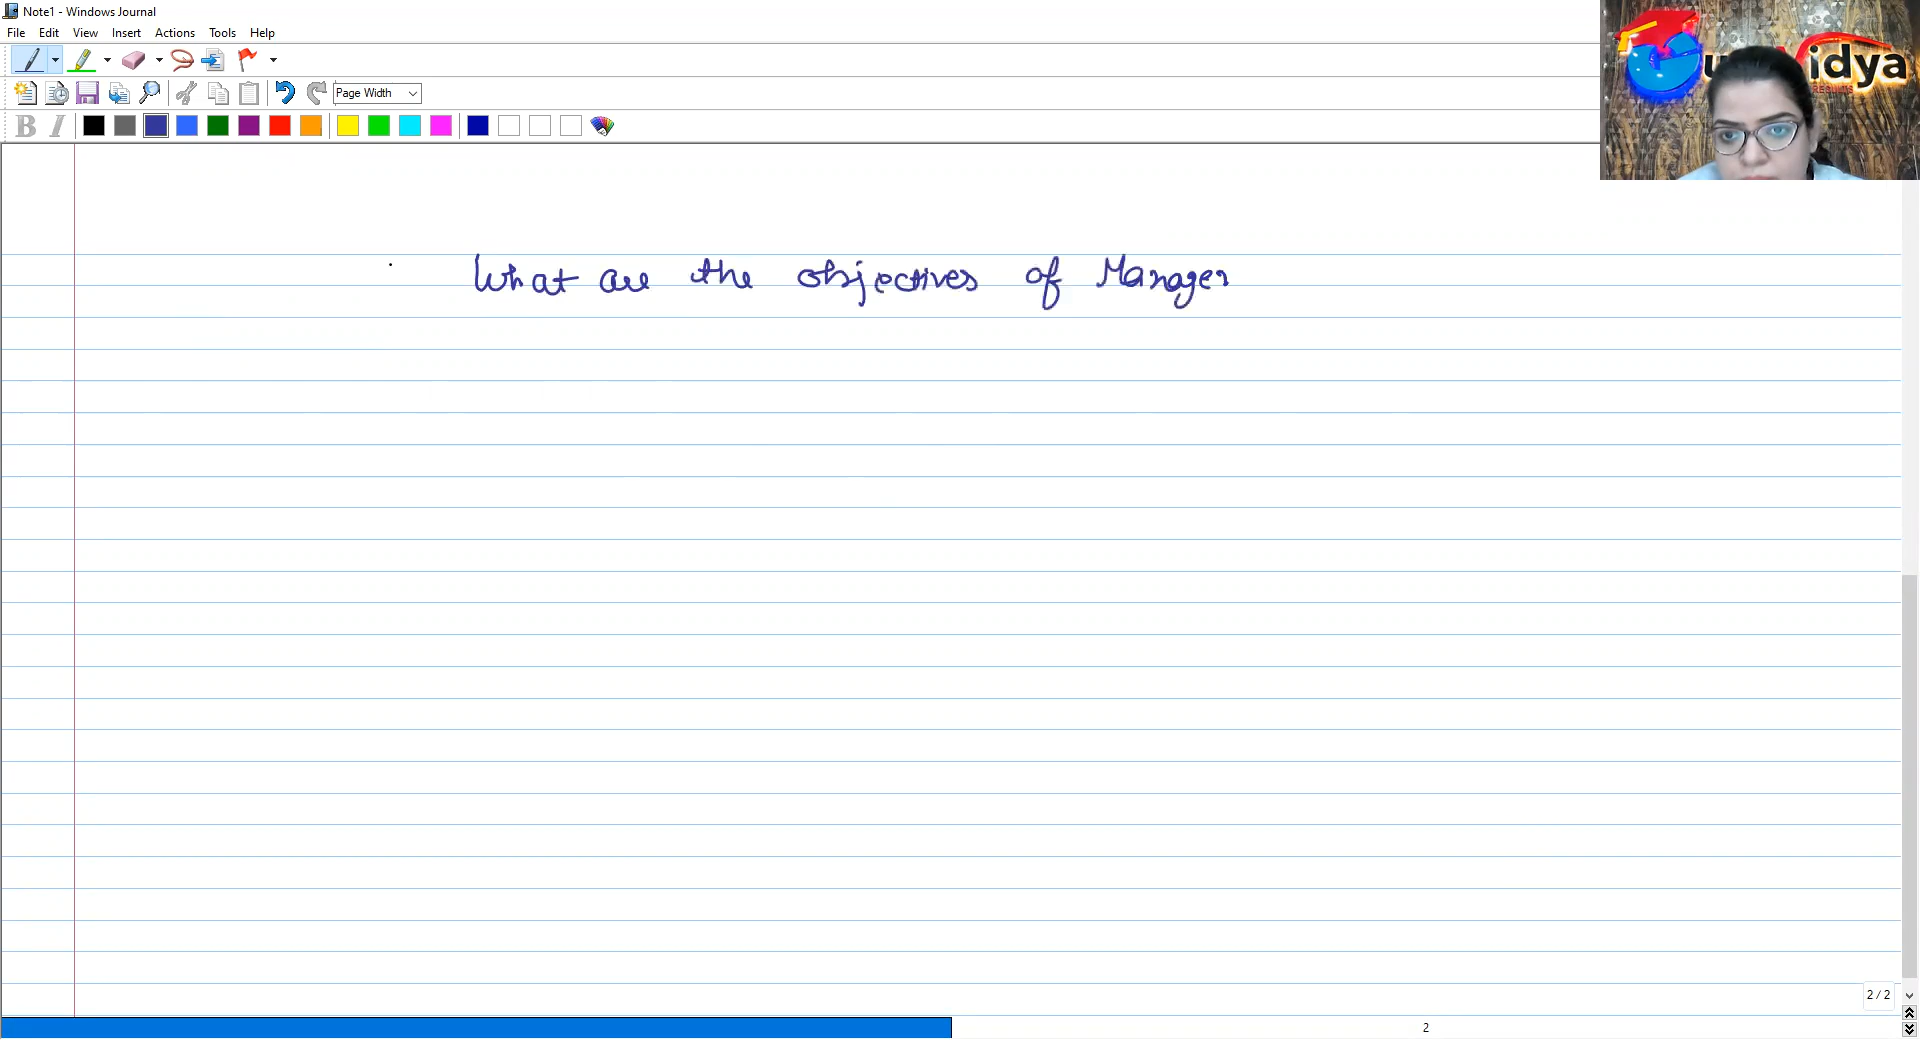 Note1 - Windows Journal
File Edit View Insert Actions Tools Help
Page Width
B I
What are the objectives of Manager
idya
2 / 2
2